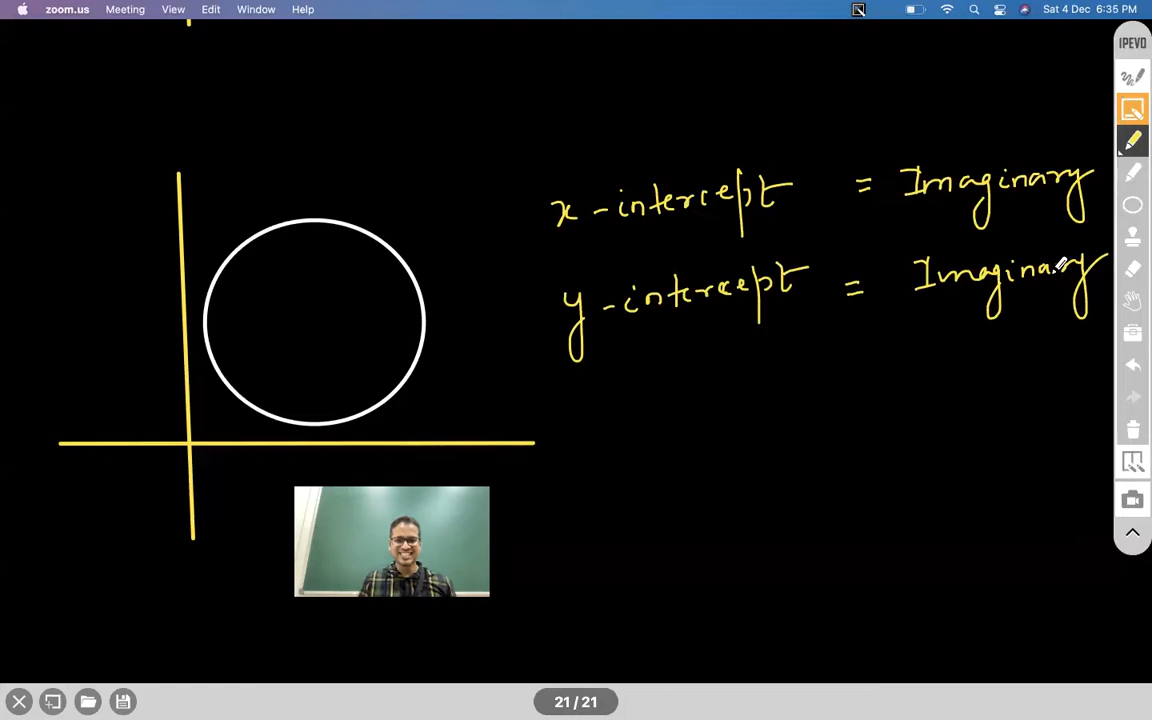 zoom.us Meeting View Edit Window Help Sat 4 Dec 6:35 PM
IPEVO
x - intercept = Imaginary
y - intercept = Imaginary
21 / 21